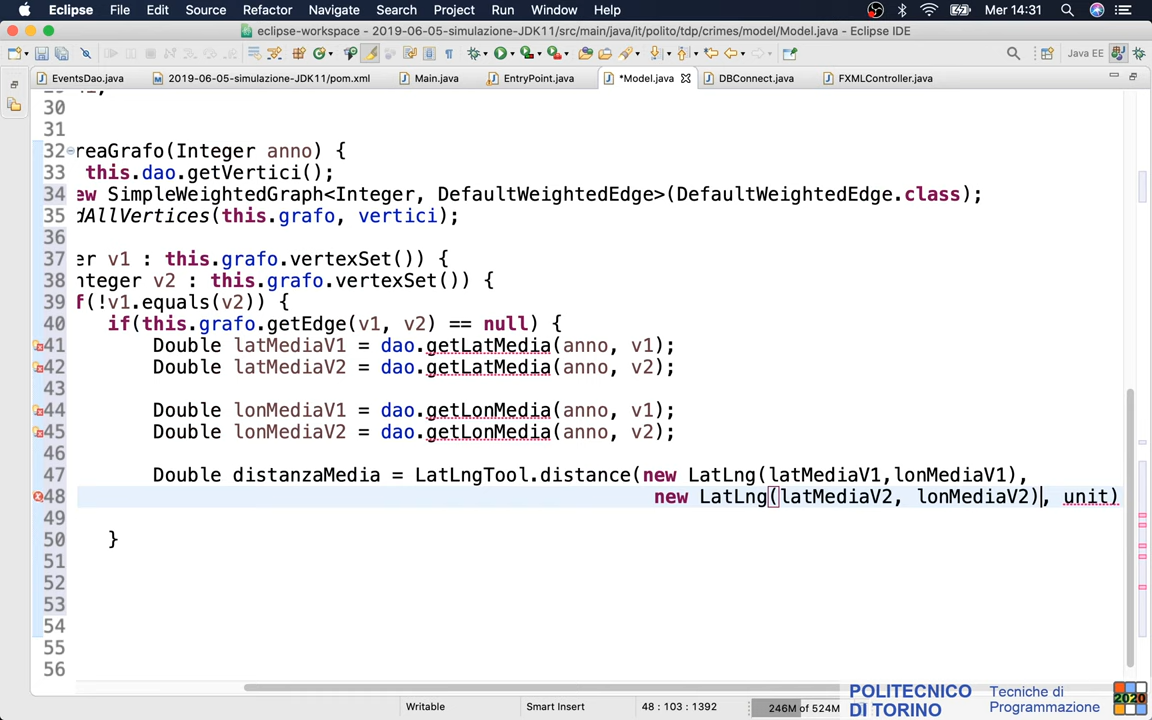 Eclipse File Edit Source Refactor Navigate Search Project Run Window Help Mer 14:31
eclipse-workspace - 2019-06-05-simulazione-JDK11/src/main/java/it/polito/tdp/crimes/model/Model.java - Eclipse IDE
Java EE
EventsDao.java 2019-06-05-simulazione-JDK11/pom.xml Main.java EntryPoint.java *Model.java DBConnect.java FXMLController.java
30
31
32 reaGrafo(Integer anno) {
33 this.dao.getVertici();
34 ew SimpleWeightedGraph<Integer, DefaultWeightedEdge>(DefaultWeightedEdge.class);
35 dAllVertices(this.grafo, vertici);
36
37 er v1 : this.grafo.vertexSet()) {
38 nteger v2 : this.grafo.vertexSet()) {
39 f(!v1.equals(v2)) {
40 if(this.grafo.getEdge(v1, v2) == null) {
41 Double latMediaV1 = dao.getLatMedia(anno, v1);
42 Double latMediaV2 = dao.getLatMedia(anno, v2);
43
44 Double lonMediaV1 = dao.getLonMedia(anno, v1);
45 Double lonMediaV2 = dao.getLonMedia(anno, v2);
46
47 Double distanzaMedia = LatLngTool.distance(new LatLng(latMediaV1,lonMediaV1),
48 new LatLng(latMediaV2, lonMediaV2), unit)
49
50 }
51
52
53
54
55
56
Writable Smart Insert 48 : 103 : 1392 246M of 524M
POLITECNICO DI TORINO
Tecniche di Programmazione
2020